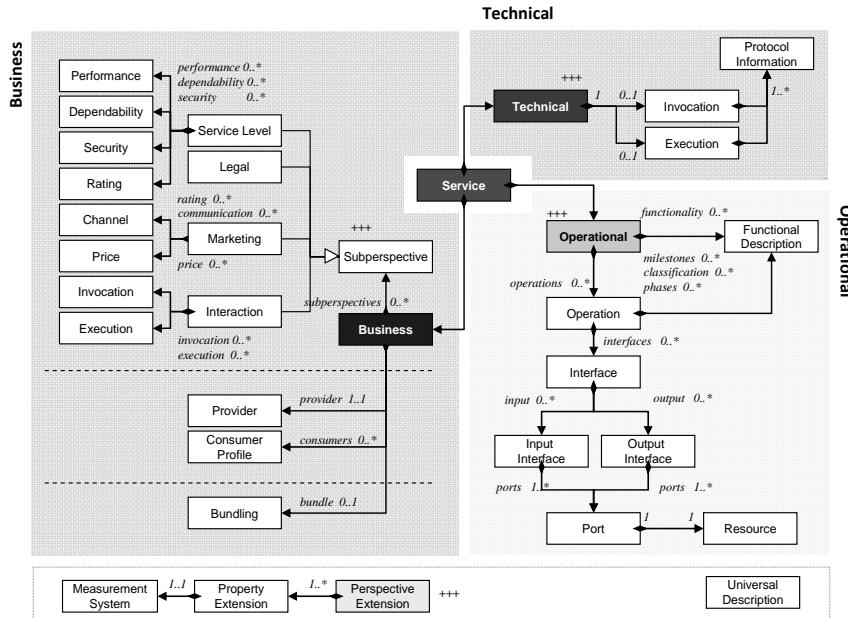 Technical
Business
Operational
Performance
Dependability
Security
Rating
Channel
Price
Invocation
Execution
performance 0..*
dependability 0..*
security 0..*
Service Level
Legal
rating 0..*
communication 0..*
Marketing
price 0..*
Interaction
invocation 0..*
execution 0..*
+++
Subperspective
subperspectives 0..*
Business
provider 1..1
Provider
Consumer
Profile
consumers 0..*
bundle 0..1
Bundling
Service
+++
Technical
1
0..1
0..1
Invocation
Execution
Protocol
Information
1..*
+++
Operational
functionality 0..*
Functional
Description
milestones 0..*
classification 0..*
phases 0..*
operations 0..*
Operation
interfaces 0..*
Interface
input 0..*
output 0..*
Input
Interface
Output
Interface
ports 1..*
ports 1..*
Port
1
1
Resource
Measurement
System
1..1
Property
Extension
1..*
Perspective
Extension
+++
Universal
Description